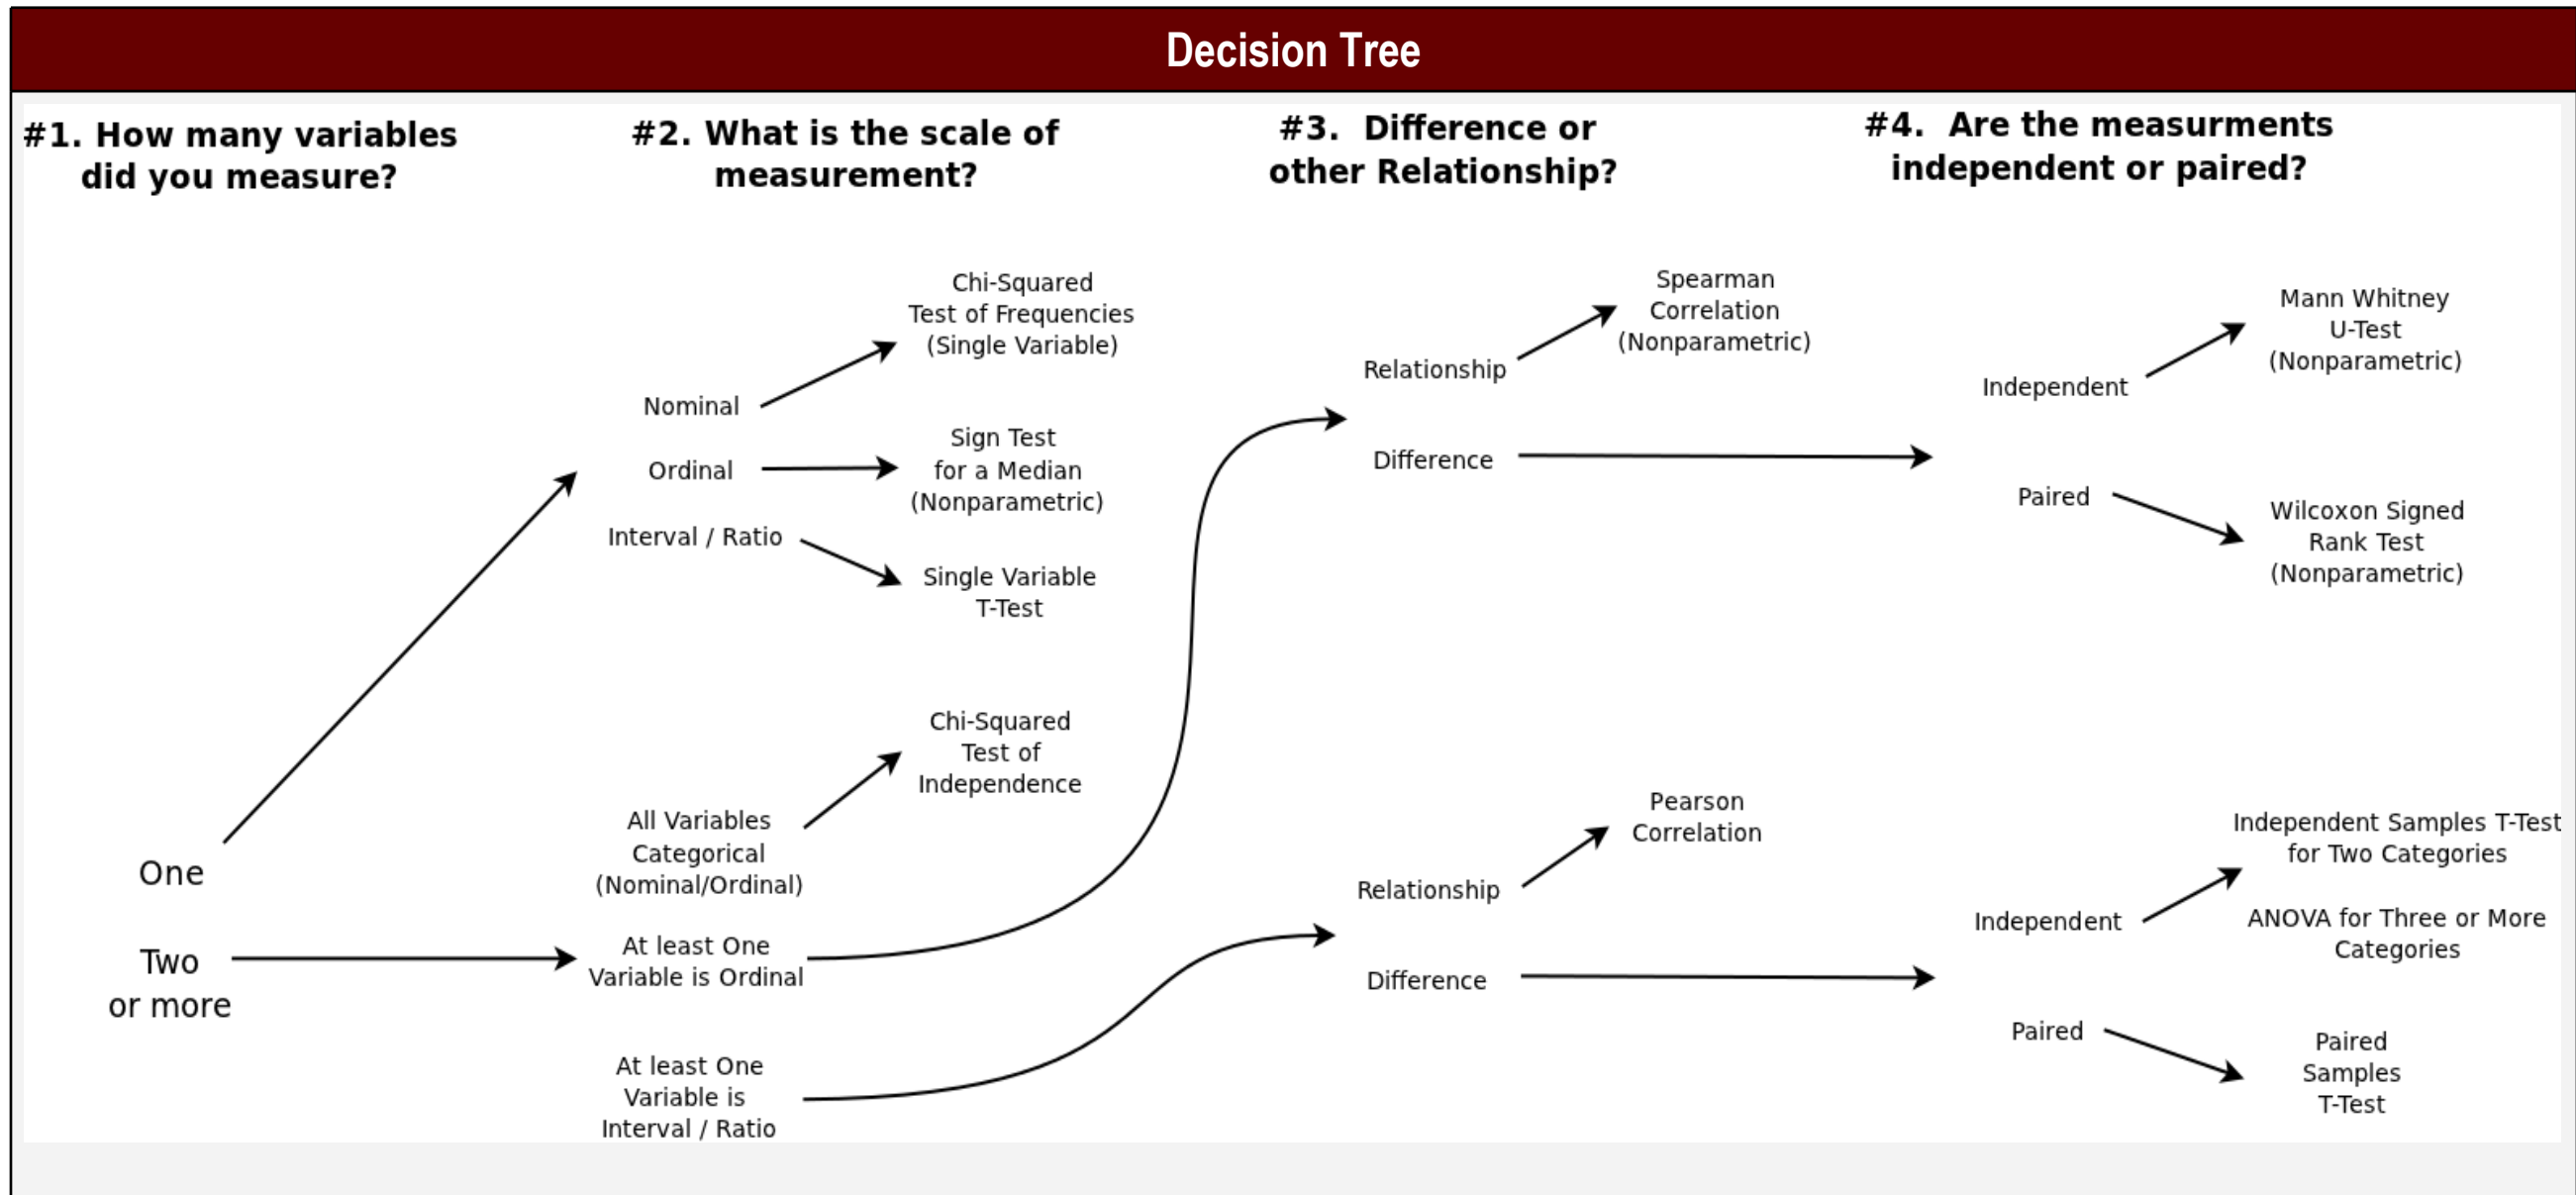 Decision Tree
#1. How many variables
did you measure?
#2. What is the scale of
measurement?
#3. Difference or
other Relationship?
#4. Are the measurments
independent or paired?
One
Two
or more
Nominal
Chi-Squared
Test of Frequencies
(Single Variable)
Ordinal
Sign Test
for a Median
(Nonparametric)
Interval / Ratio
Single Variable
T-Test
All Variables
Categorical
(Nominal/Ordinal)
Chi-Squared
Test of
Independence
At least One
Variable is Ordinal
At least One
Variable is
Interval / Ratio
Relationship
Spearman
Correlation
(Nonparametric)
Difference
Independent
Mann Whitney
U-Test
(Nonparametric)
Paired
Wilcoxon Signed
Rank Test
(Nonparametric)
Relationship
Pearson
Correlation
Difference
Independent
Independent Samples T-Test
for Two Categories
ANOVA for Three or More
Categories
Paired
Paired
Samples
T-Test